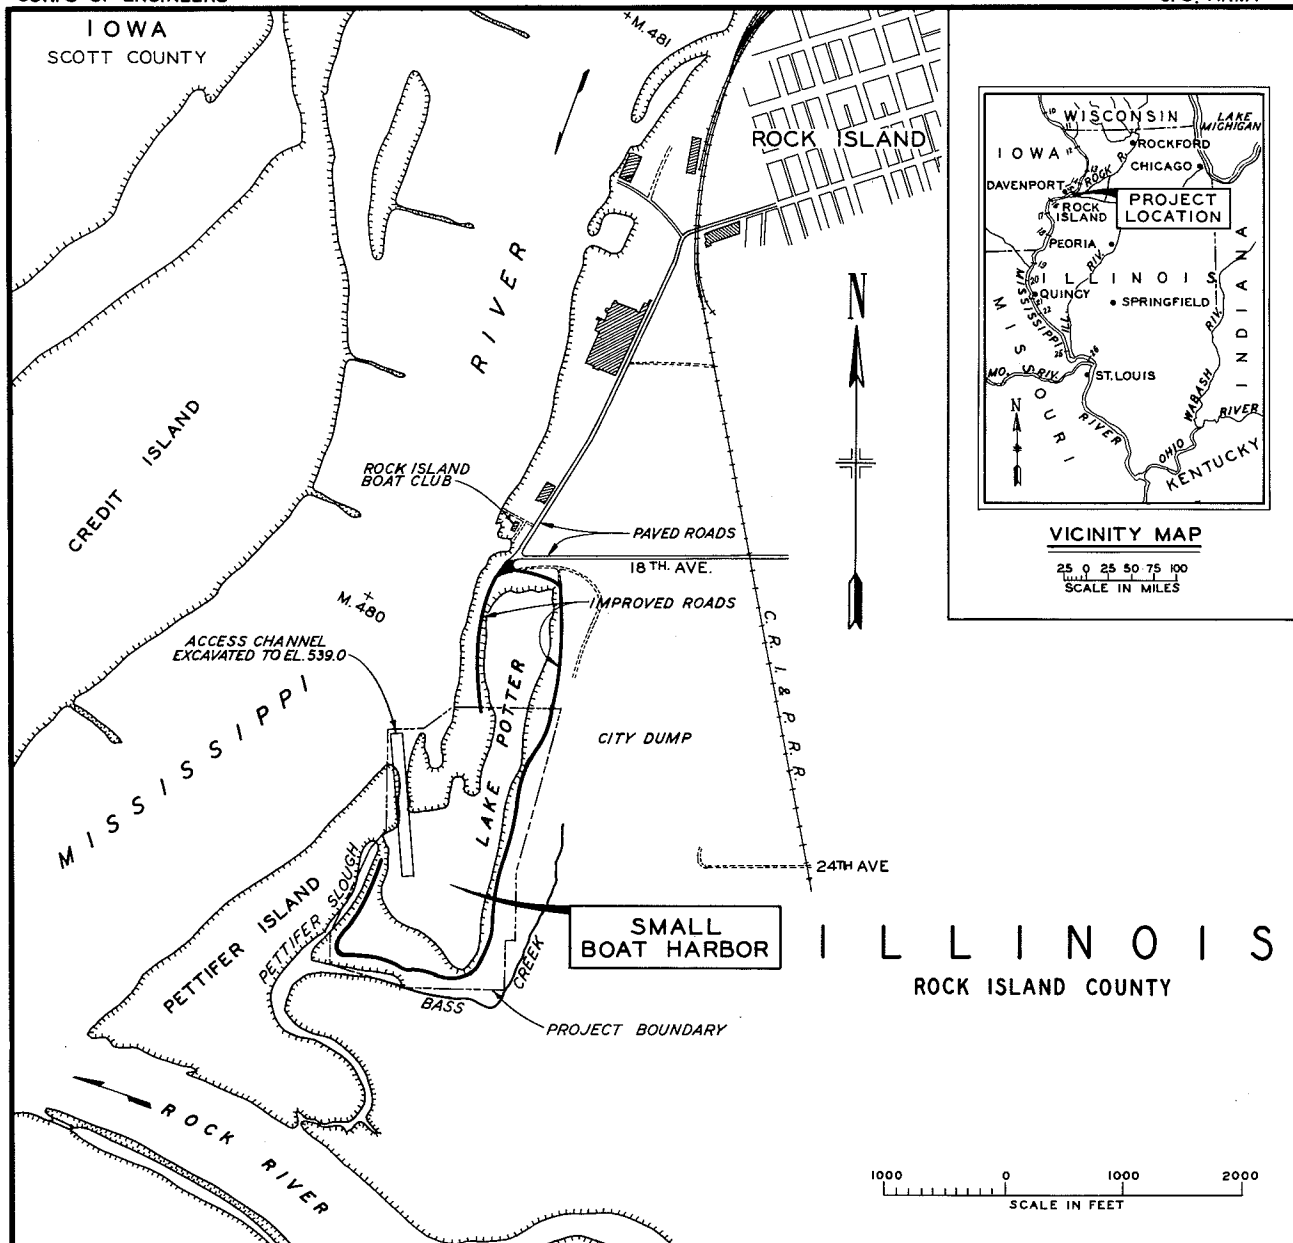 CORPS OF ENGINEERS
IOWA
SCOTT COUNTY
M. 481
ROCK ISLAND
RIVER
N
CREDIT ISLAND
ROCK ISLAND
BOAT CLUB
PAVED ROADS
18TH. AVE.
IMPROVED ROADS
M. 480
ACCESS CHANNEL
EXCAVATED TO EL. 539.0
MISSISSIPPI
LAKE POTTER
CITY DUMP
C. R. I. & P. R. R.
24TH AVE
PETTIFER ISLAND
PETTIFER SLOUGH
SMALL
BOAT HARBOR
BASS
CREEK
PROJECT BOUNDARY
ILLINOIS
ROCK ISLAND COUNTY
ROCK RIVER
1000 0 1000 2000
SCALE IN FEET
WISCONSIN
LAKE
MICHIGAN
IOWA
ROCKFORD
CHICAGO
ROCK R.
DAVENPORT
ROCK
ISLAND
PROJECT
LOCATION
PEORIA
ILLINOIS
QUINCY
SPRINGFIELD
MISSISSIPPI
ILL. RIV.
INDIANA
MISSOURI
MO. RIV.
ST. LOUIS
RIVER
WABASH RIV.
OHIO RIVER
KENTUCKY
N
VICINITY MAP
25 0 25 50 75 100
SCALE IN MILES